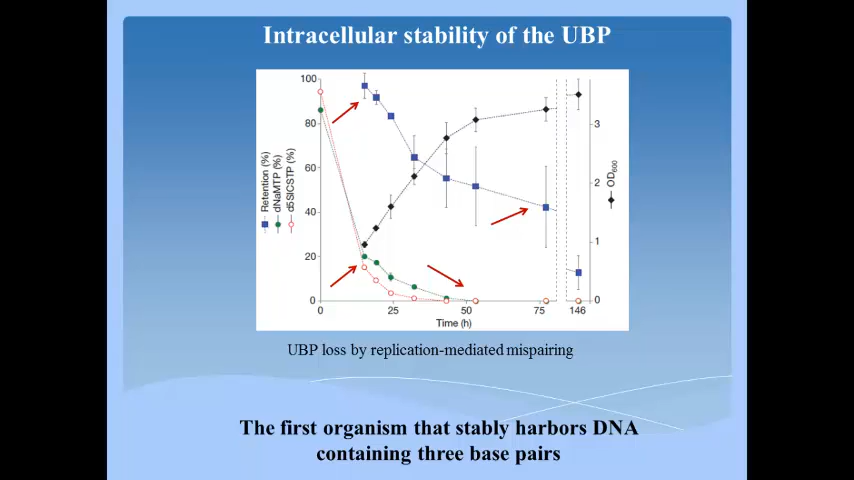 Intracellular stability of the UBP
100
80
60
40
20
0
Retention (%)
dNaMTP (%)
d5SICSTP (%)
3
2
1
0
OD600
0 25 50 75 146
Time (h)
UBP loss by replication-mediated mispairing
The first organism that stably harbors DNA
containing three base pairs